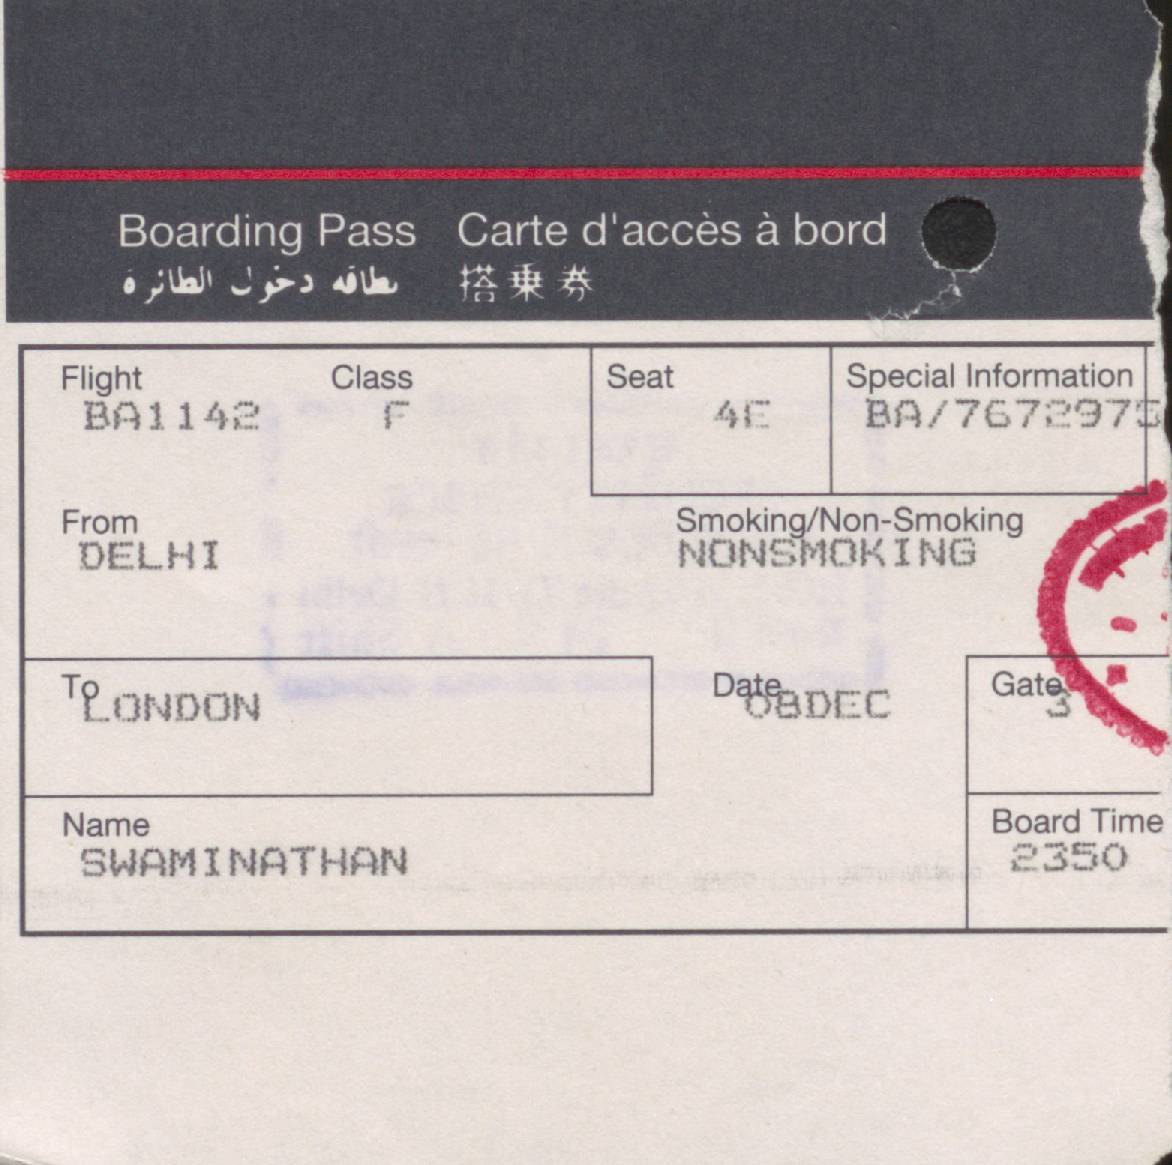 Boarding Pass Carte d'accès à bord
بطاقه دخول الطائرة 搭乗券
Flight Class Seat Special Information
BA1142 F 4E BA/7672975
From Smoking/Non-Smoking
DELHI NONSMOKING
To Date Gate
LONDON 08DEC 3
Name Board Time
SWAMINATHAN 2350